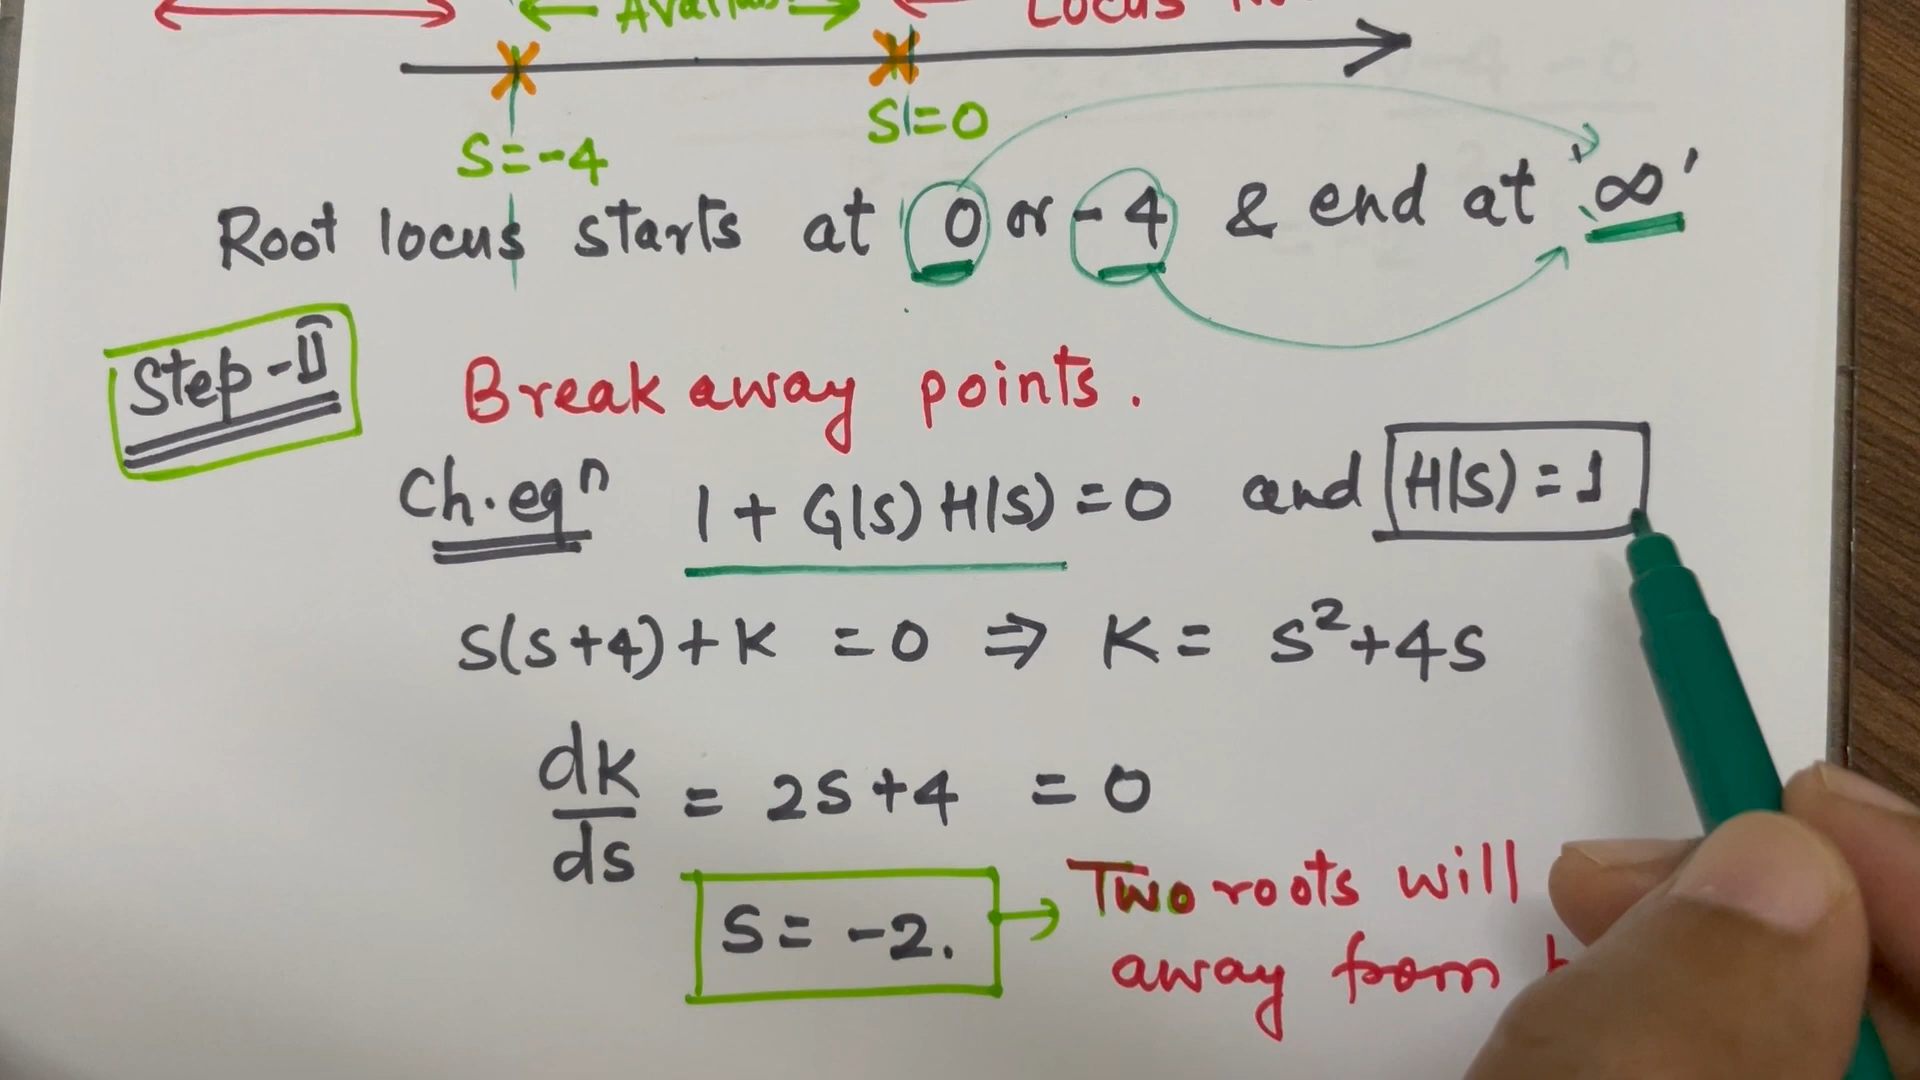 Locus
S=-4
S=0
Root locus starts at 0 or -4 & end at '∞'
Step-II
Break away points.
Ch.eqⁿ 1 + G(s) H(s) = 0 and H(s) = 1
S(s+4)+K = 0 ⇒ K = S²+4S
dk/ds = 2S+4 = 0
S = -2. → Two roots will
away from